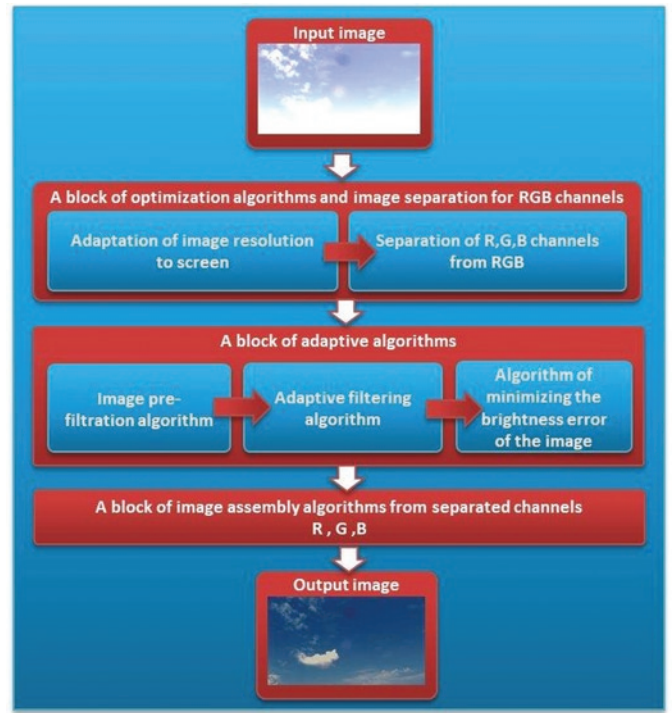 Input image
A block of optimization algorithms and image separation for RGB channels
Adaptation of image resolution
to screen
Separation of R,G,B channels
from RGB
A block of adaptive algorithms
Image pre-
filtration algorithm
Adaptive filtering
algorithm
Algorithm of
minimizing the
brightness error
of the image
A block of image assembly algorithms from separated channels
R , G ,B
Output image